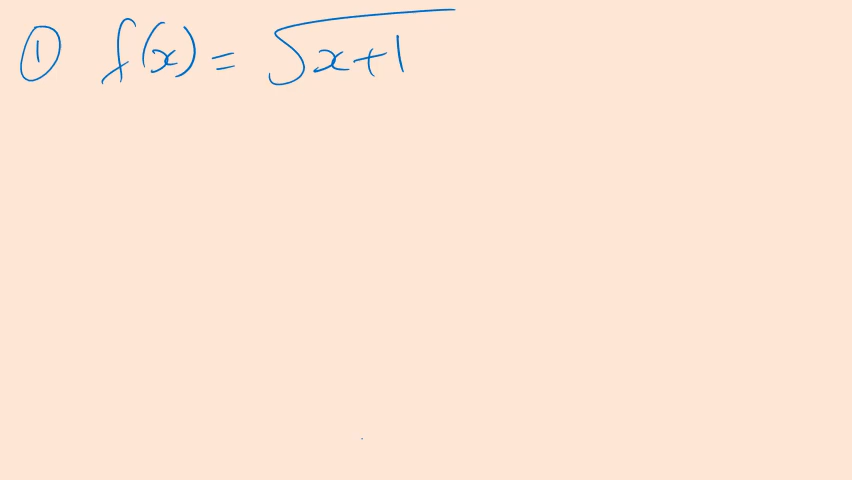 ① f(x) = √x+1